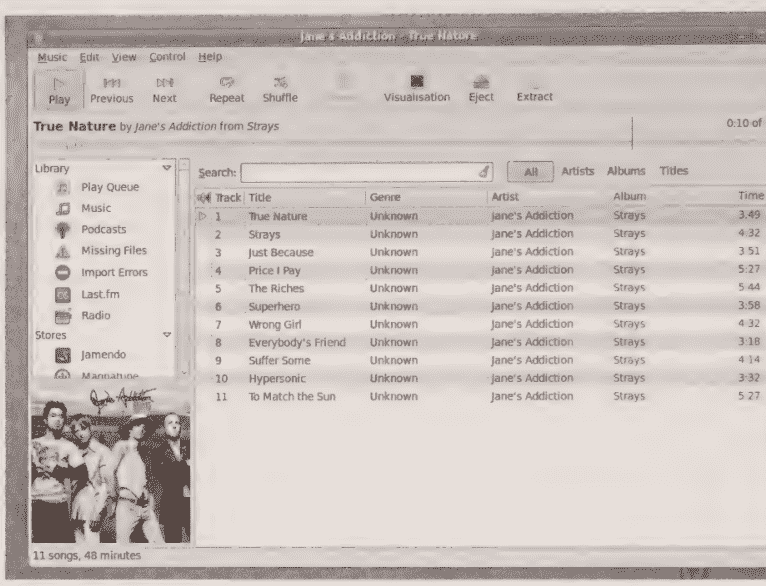 Jane's Addiction - True Nature
Music Edit View Control Help
Play Previous Next Repeat Shuffle Visualisation Eject Extract
True Nature by Jane's Addiction from Strays 0:10 of
Library
Play Queue
Music
Podcasts
Missing Files
Import Errors
Last.fm
Radio
Stores
Jamendo
Magnatune
Search: All Artists Albums Titles
Track Title Genre Artist Album Time
1 True Nature Unknown Jane's Addiction Strays 3:49
2 Strays Unknown Jane's Addiction Strays 4:32
3 Just Because Unknown Jane's Addiction Strays 3:51
4 Price I Pay Unknown Jane's Addiction Strays 5:27
5 The Riches Unknown Jane's Addiction Strays 5:44
6 Superhero Unknown Jane's Addiction Strays 3:58
7 Wrong Girl Unknown Jane's Addiction Strays 4:32
8 Everybody's Friend Unknown Jane's Addiction Strays 3:18
9 Suffer Some Unknown Jane's Addiction Strays 4:14
10 Hypersonic Unknown Jane's Addiction Strays 3:32
11 To Match the Sun Unknown Jane's Addiction Strays 5:27
Jane's Addiction
11 songs, 48 minutes